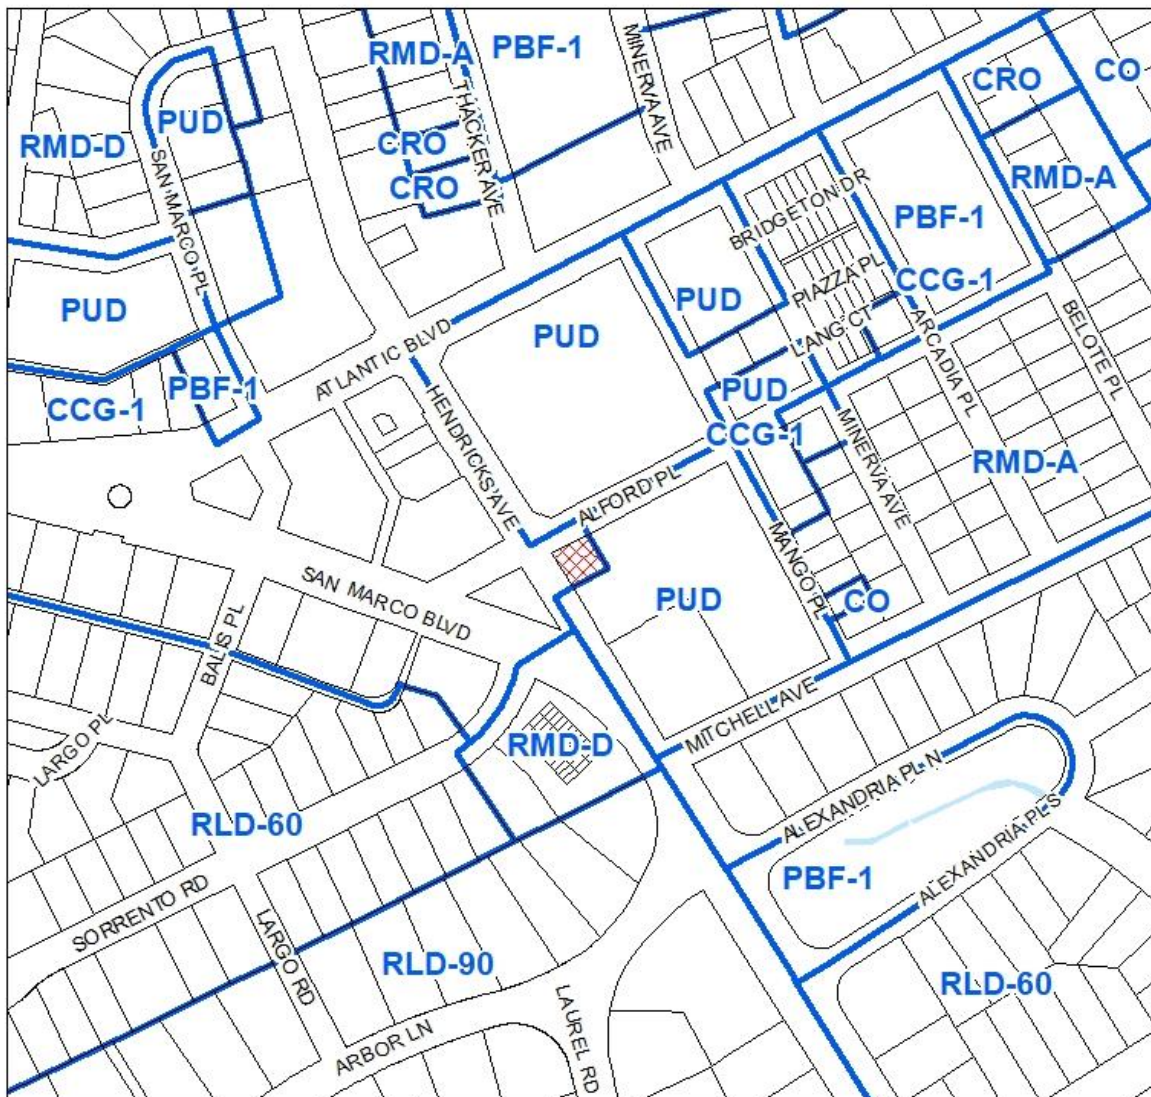 RMD-A
PBF-1
MINERVA AVE
CRO
CO
THACKER AVE
PUD
RMD-D
CRO
CRO
SAN MARCO PL
RMD-A
BRIDGETON DR
PBF-1
PIAZZA PL
CCG-1
PUD
PUD
PUD
LANG CT
ARCADIA PL
BELOTE PL
ATLANTIC BLVD
PBF-1
CCG-1
HENDRICKS AVE
PUD
CCG-1
MINERVA AVE
RMD-A
ALFORD PL
MANGO PL
SAN MARCO BLVD
PUD
CO
BALIS PL
MITCHELL AVE
LARGO PL
RMD-D
ALEXANDRIA PL N
RLD-60
ALEXANDRIA PL S
PBF-1
SORRENTO RD
LARGO RD
RLD-90
RLD-60
LAUREL RD
ARBOR LN